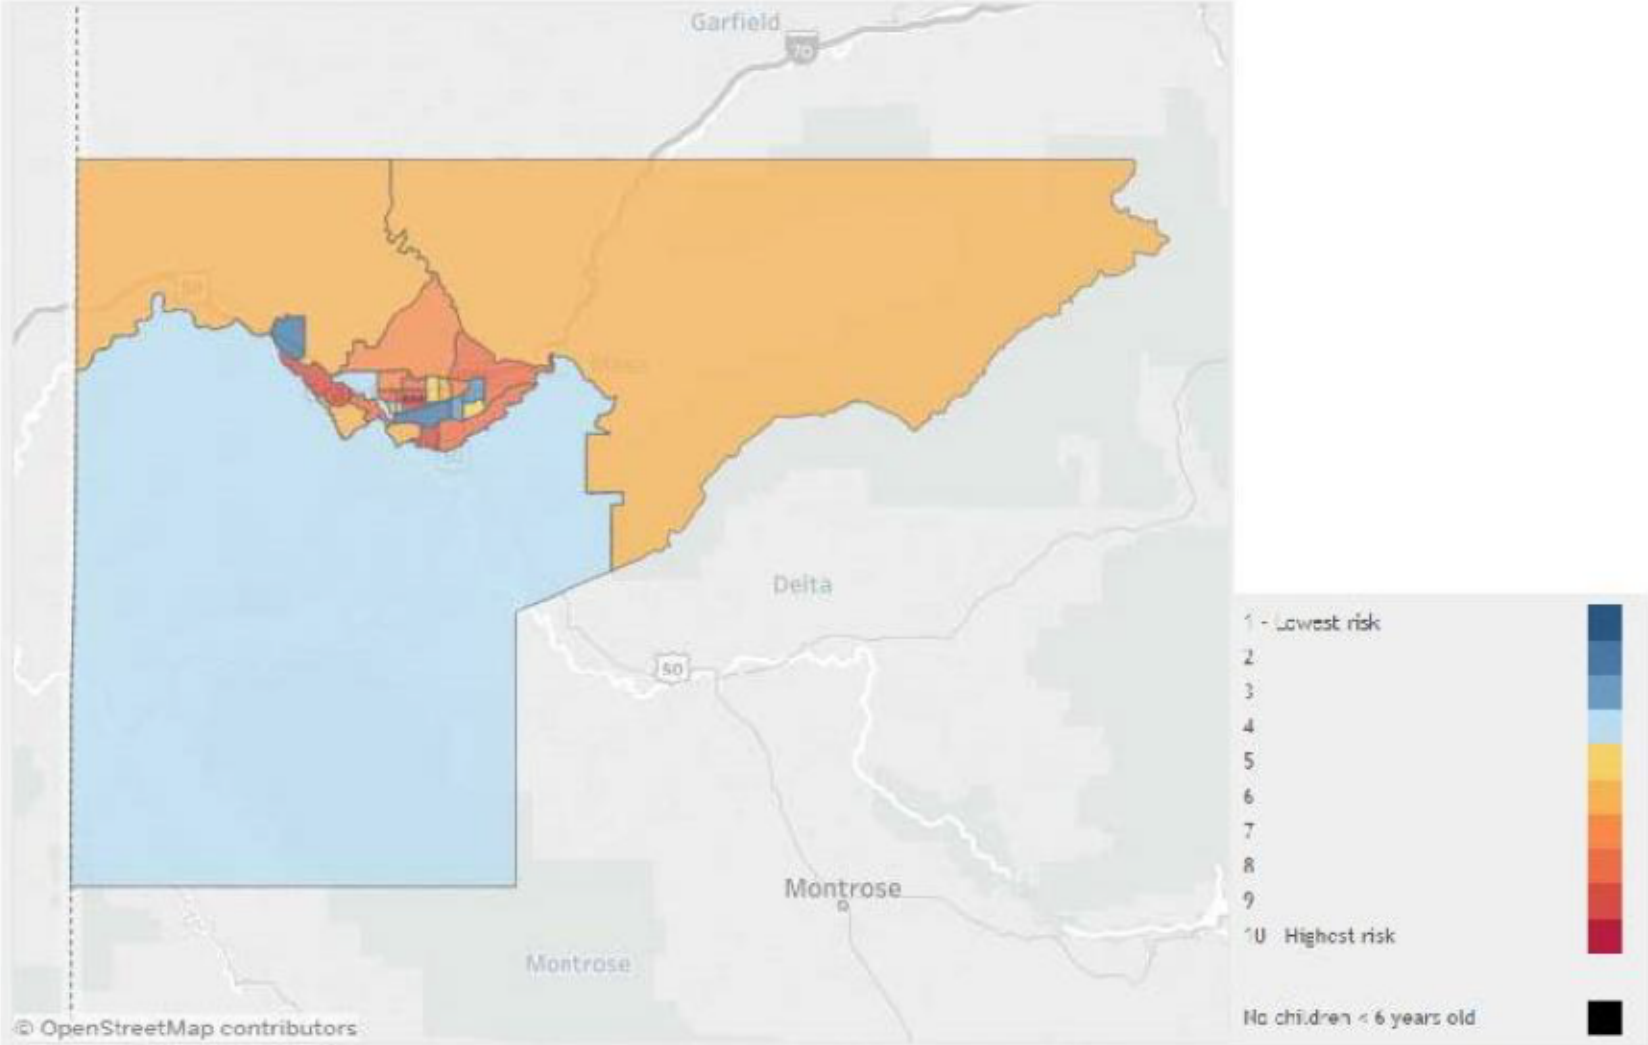 Garfield
70
50
Mesa
Delta
50
Montrose
Montrose
© OpenStreetMap contributors
1 - Lowest risk
2
3
4
5
6
7
8
9
10 Highest risk
No children < 6 years old